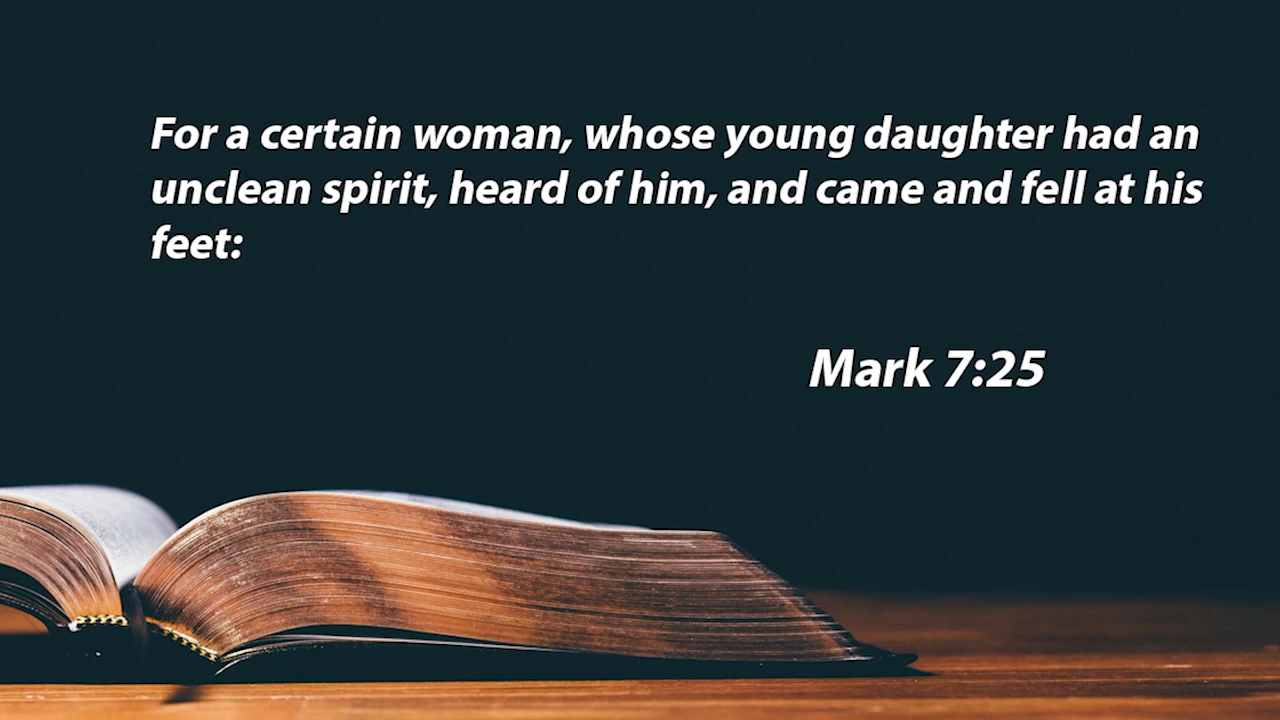 For a certain woman, whose young daughter had an
unclean spirit, heard of him, and came and fell at his
feet:
Mark 7:25